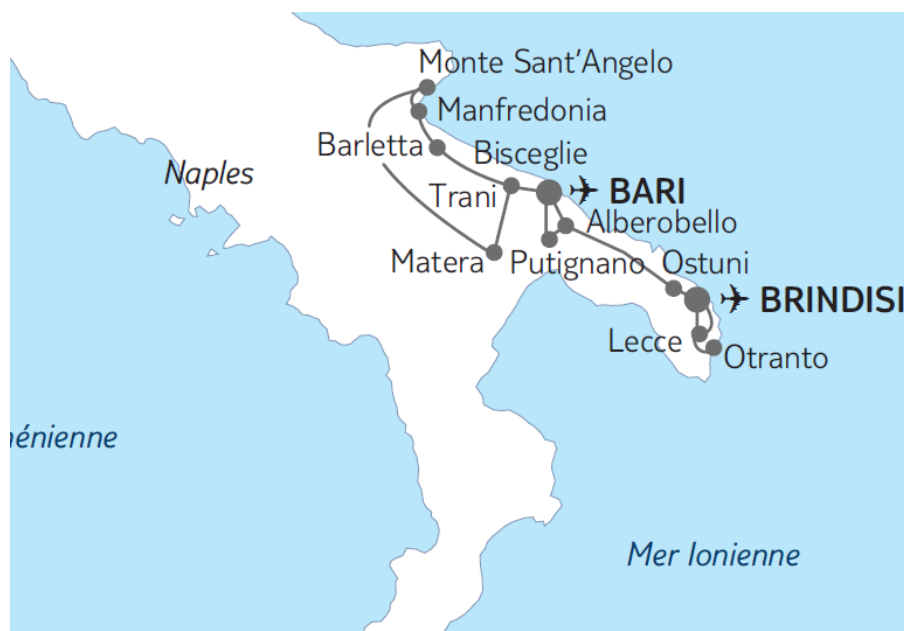 Monte Sant’Angelo
Manfredonia
Barletta
Bisceglie
Naples
Trani
BARI
Alberobello
Matera
Putignano
Ostuni
BRINDISI
Lecce
Otranto
énienne
Mer Ionienne